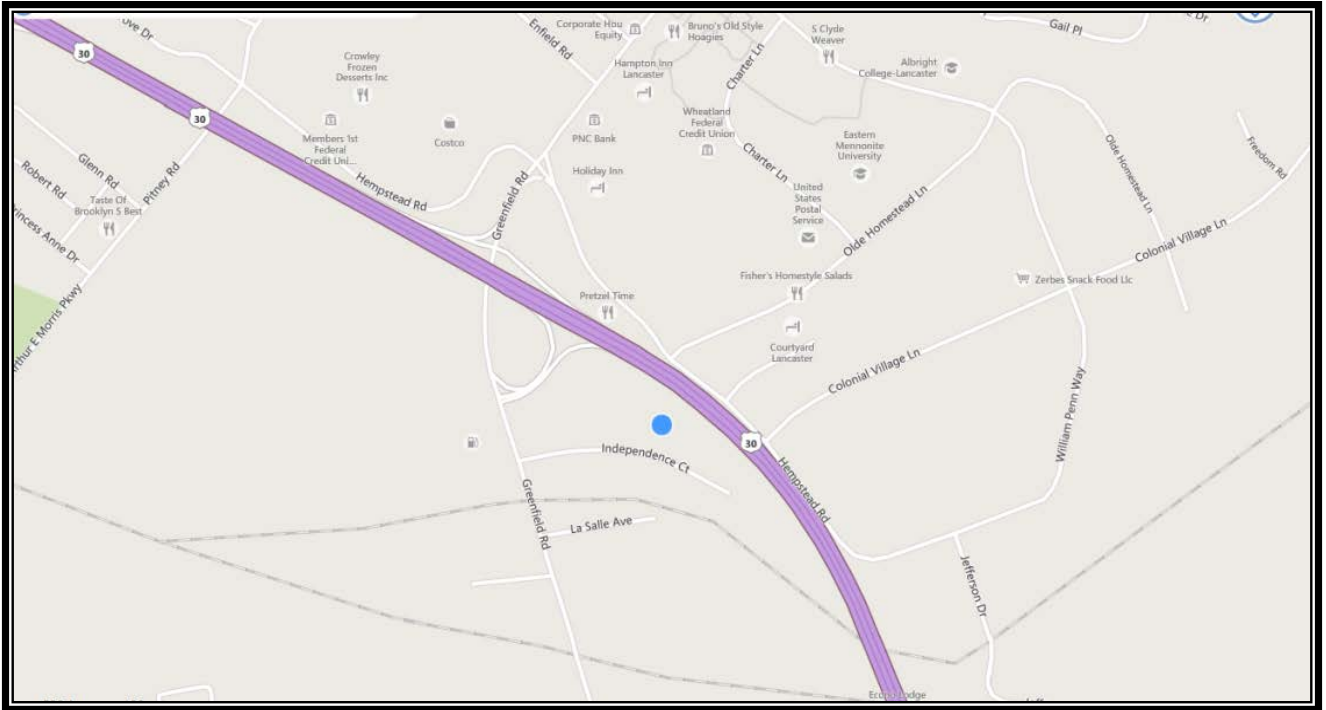 Gail Pl
e Dr
Corporate Hou
Equity
Bruno's Old Style
Hoagies
S Clyde
Weaver
ove Dr
Enfield Rd
30
Crowley
Frozen
Desserts Inc
Hampton Inn
Lancaster
Charter Ln
Albright
College-Lancaster
30
Members 1st
Federal
Credit Uni...
Costco
PNC Bank
Wheatland
Federal
Credit Union
Eastern
Mennonite
University
Olde Homestead Ln
Freedom Rd
Glenn Rd
Robert Rd
Pitney Rd
Taste Of
Brooklyn S Best
Hempstead Rd
Holiday Inn
Charter Ln
United
States
Postal
Service
Greenfield Rd
Olde Homestead Ln
Princess Anne Dr
Colonial Village Ln
Fisher's Homestyle Salads
Zerbes Snack Food Llc
Pretzel Time
rthur E Morris Pkwy
Courtyard
Lancaster
Colonial Village Ln
William Penn Way
30
Independence Ct
Hempstead Rd
Greenfield Rd
La Salle Ave
Jefferson Dr
Econo Lodge